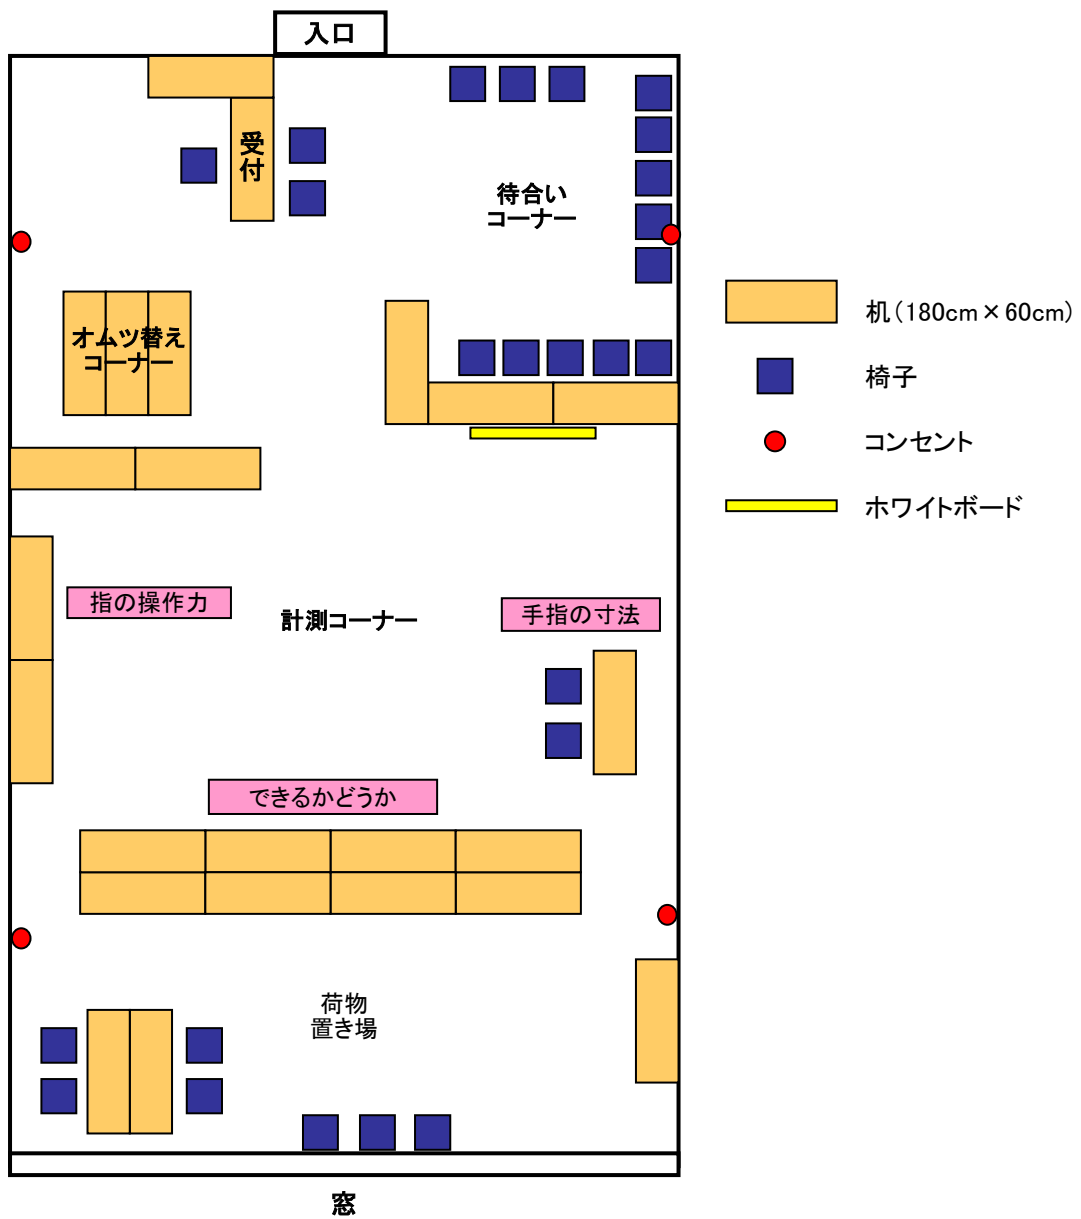 入口
受
付
待合い
コーナー
オムツ替え
コーナー
机(180cm×60cm)
椅子
コンセント
ホワイトボード
指の操作力
計測コーナー
手指の寸法
できるかどうか
荷物
置き場
窓